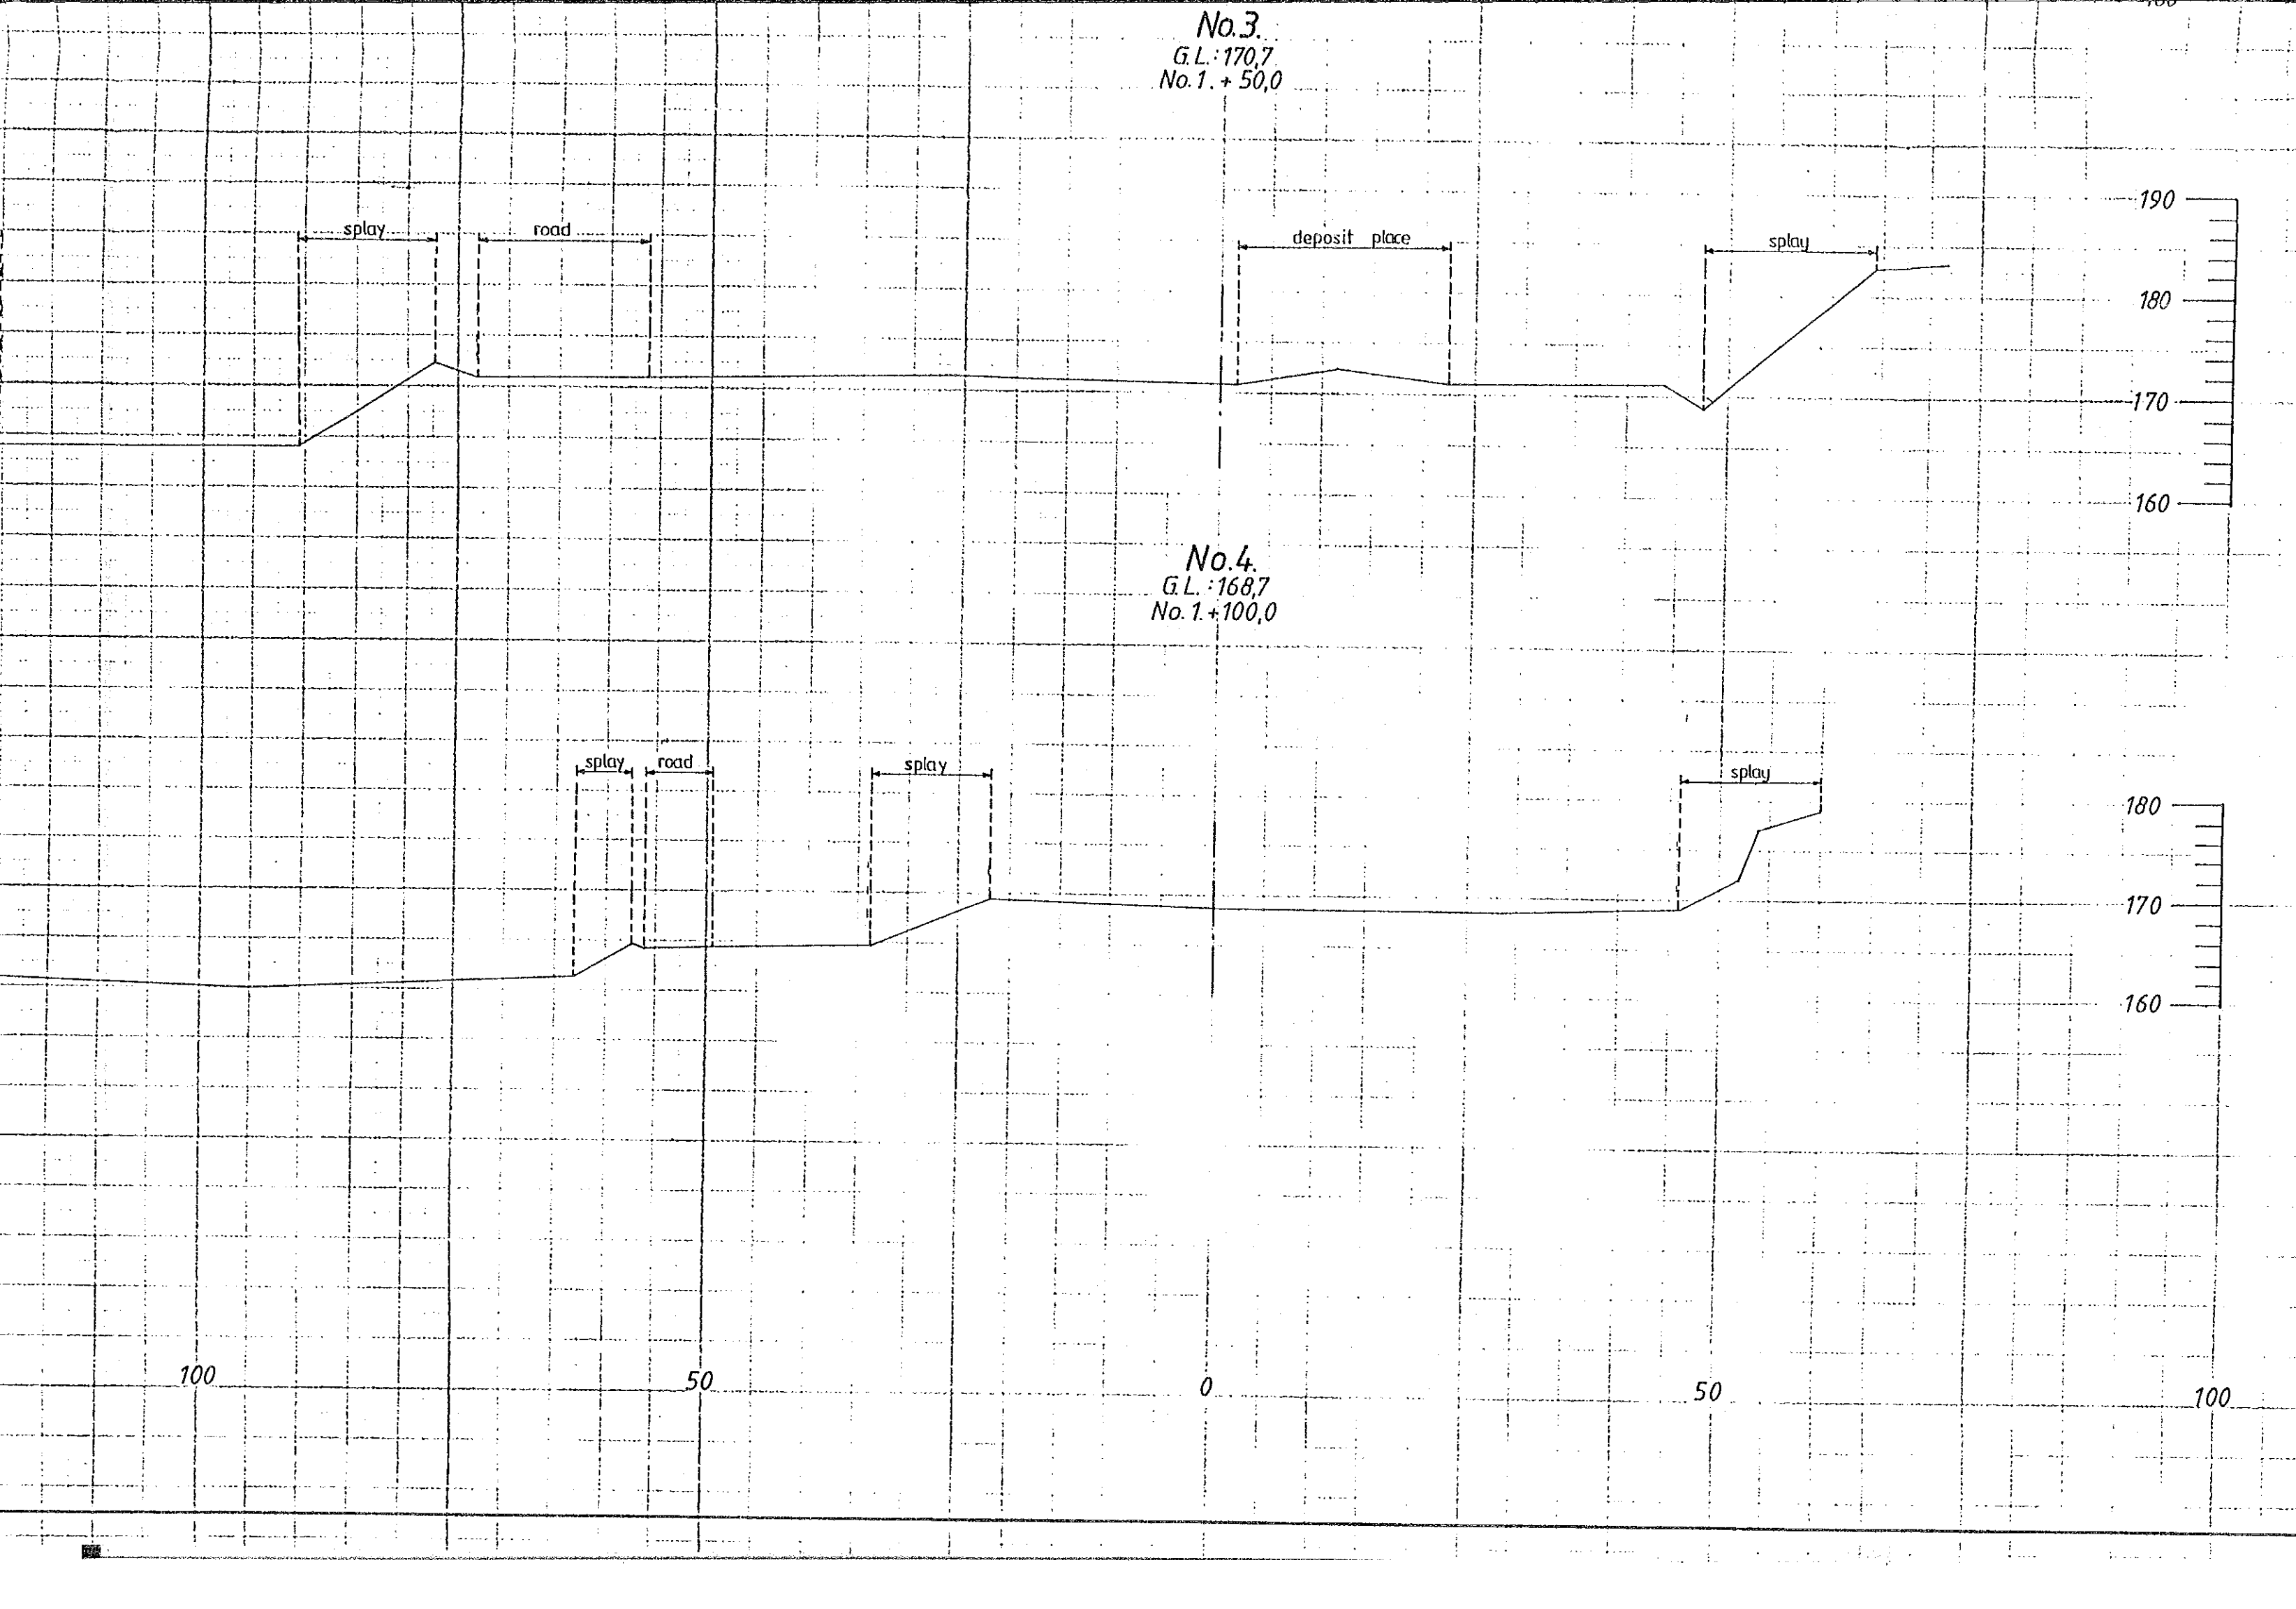 No.3.
G.L.:170,7
No.1.+ 50,0
190
splay
road
deposit place
splay
180
170
160
No.4.
G.L.:168,7
No.1.+100,0
splay
road
splay
splay
180
170
160
100
50
0
50
100